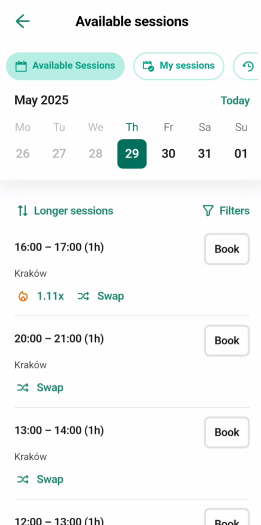 Available sessions
Available Sessions My sessions
May 2025 Today
Mo Tu We Th Fr Sa Su
26 27 28 29 30 31 01
Longer sessions Filters
16:00 – 17:00 (1h) Book
Kraków
1.11x Swap
20:00 – 21:00 (1h) Book
Kraków
Swap
13:00 – 14:00 (1h) Book
Kraków
Swap
12:00 – 13:00 (1h) Book